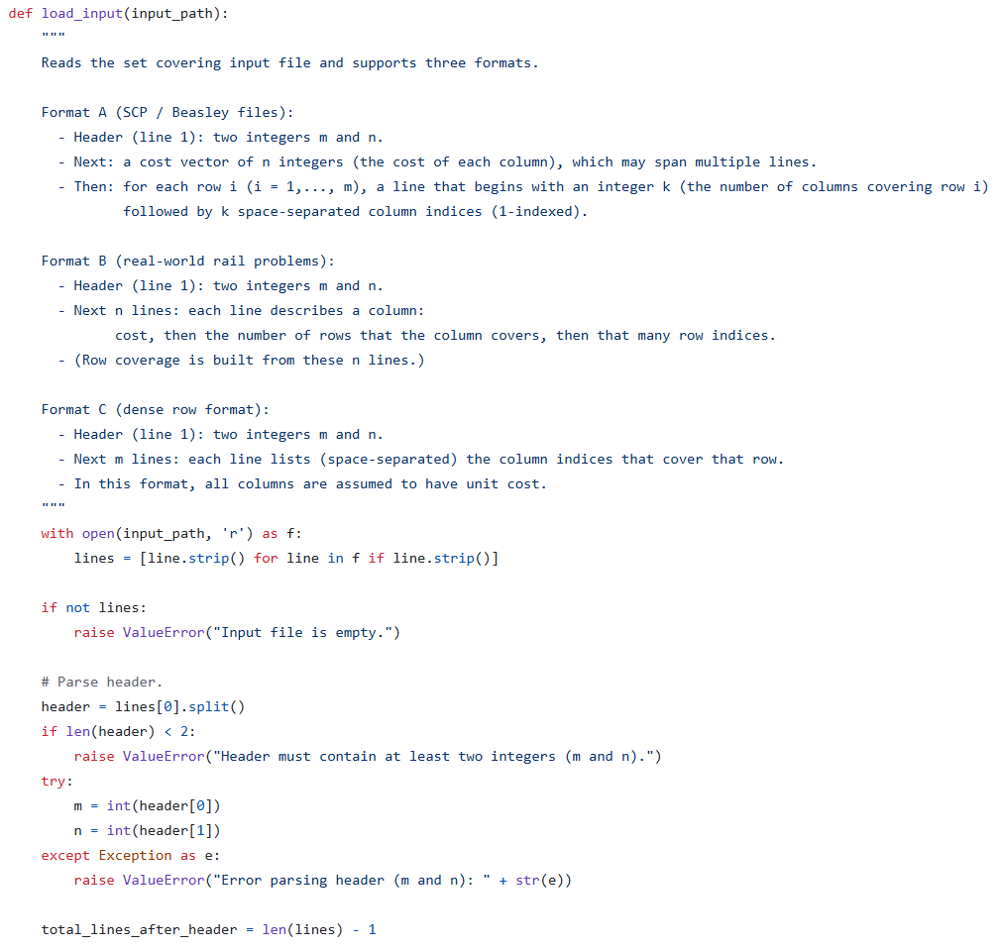 def load_input(input_path):
    """
    Reads the set covering input file and supports three formats.

    Format A (SCP / Beasley files):
      - Header (line 1): two integers m and n.
      - Next: a cost vector of n integers (the cost of each column), which may span multiple lines.
      - Then: for each row i (i = 1,..., m), a line that begins with an integer k (the number of columns covering row i)
              followed by k space-separated column indices (1-indexed).

    Format B (real-world rail problems):
      - Header (line 1): two integers m and n.
      - Next n lines: each line describes a column:
             cost, then the number of rows that the column covers, then that many row indices.
      - (Row coverage is built from these n lines.)

    Format C (dense row format):
      - Header (line 1): two integers m and n.
      - Next m lines: each line lists (space-separated) the column indices that cover that row.
      - In this format, all columns are assumed to have unit cost.
    """
    with open(input_path, 'r') as f:
        lines = [line.strip() for line in f if line.strip()]

    if not lines:
        raise ValueError("Input file is empty.")

    # Parse header.
    header = lines[0].split()
    if len(header) < 2:
        raise ValueError("Header must contain at least two integers (m and n).")
    try:
        m = int(header[0])
        n = int(header[1])
    except Exception as e:
        raise ValueError("Error parsing header (m and n): " + str(e))

    total_lines_after_header = len(lines) - 1